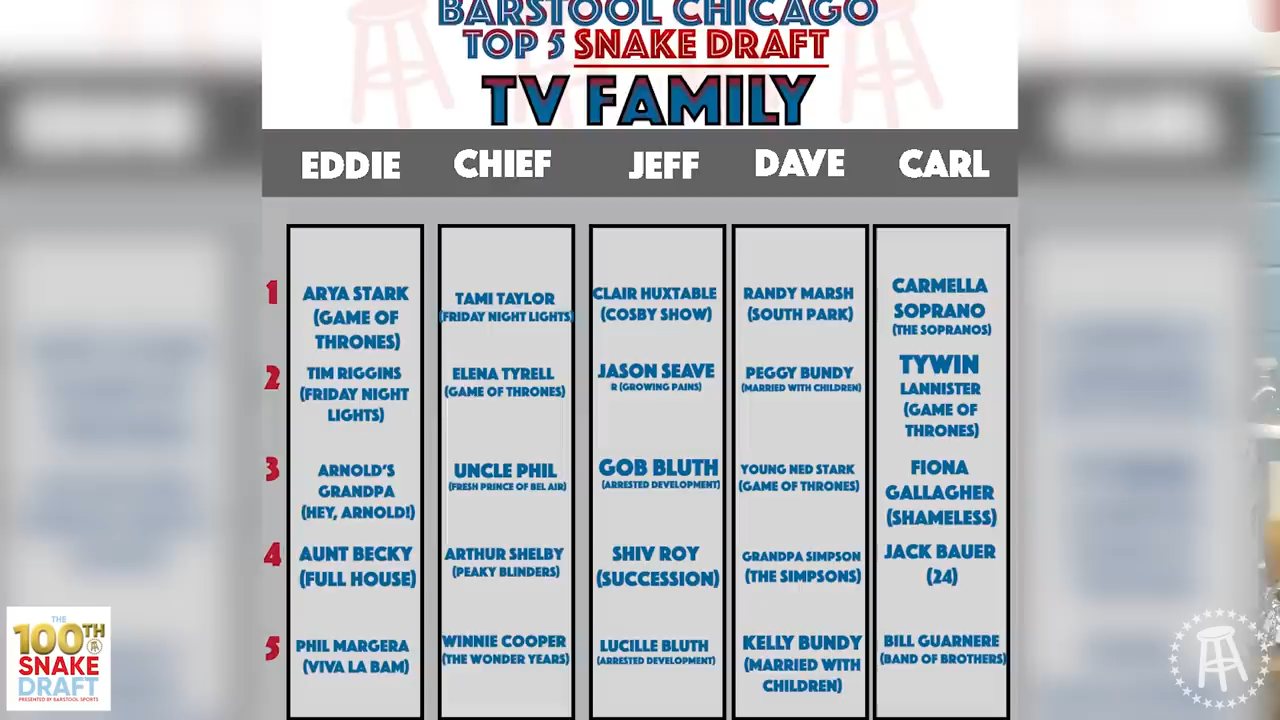 BARSTOOL CHICAGO
TOP 5 SNAKE DRAFT
TV FAMILY
EDDIE
CHIEF
JEFF
DAVE
CARL
1
ARYA STARK
(GAME OF
THRONES)
TAMI TAYLOR
(FRIDAY NIGHT LIGHTS)
CLAIR HUXTABLE
(COSBY SHOW)
RANDY MARSH
(SOUTH PARK)
CARMELLA
SOPRANO
(THE SOPRANOS)
2
TIM RIGGINS
(FRIDAY NIGHT
LIGHTS)
ELENA TYRELL
(GAME OF THRONES)
JASON SEAVE
R (GROWING PAINS)
PEGGY BUNDY
(MARRIED WITH CHILDREN)
TYWIN
LANNISTER
(GAME OF
THRONES)
3
ARNOLD'S
GRANDPA
(HEY, ARNOLD!)
UNCLE PHIL
(FRESH PRINCE OF BEL AIR)
GOB BLUTH
(ARRESTED DEVELOPMENT)
YOUNG NED STARK
(GAME OF THRONES)
FIONA
GALLAGHER
(SHAMELESS)
4
AUNT BECKY
(FULL HOUSE)
ARTHUR SHELBY
(PEAKY BLINDERS)
SHIV ROY
(SUCCESSION)
GRANDPA SIMPSON
(THE SIMPSONS)
JACK BAUER
(24)
5
PHIL MARGERA
(VIVA LA BAM)
WINNIE COOPER
(THE WONDER YEARS)
LUCILLE BLUTH
(ARRESTED DEVELOPMENT)
KELLY BUNDY
(MARRIED WITH
CHILDREN)
BILL GUARNERE
(BAND OF BROTHERS)
THE
100TH
SNAKE
DRAFT
PRESENTED BY BARSTOOL SPORTS